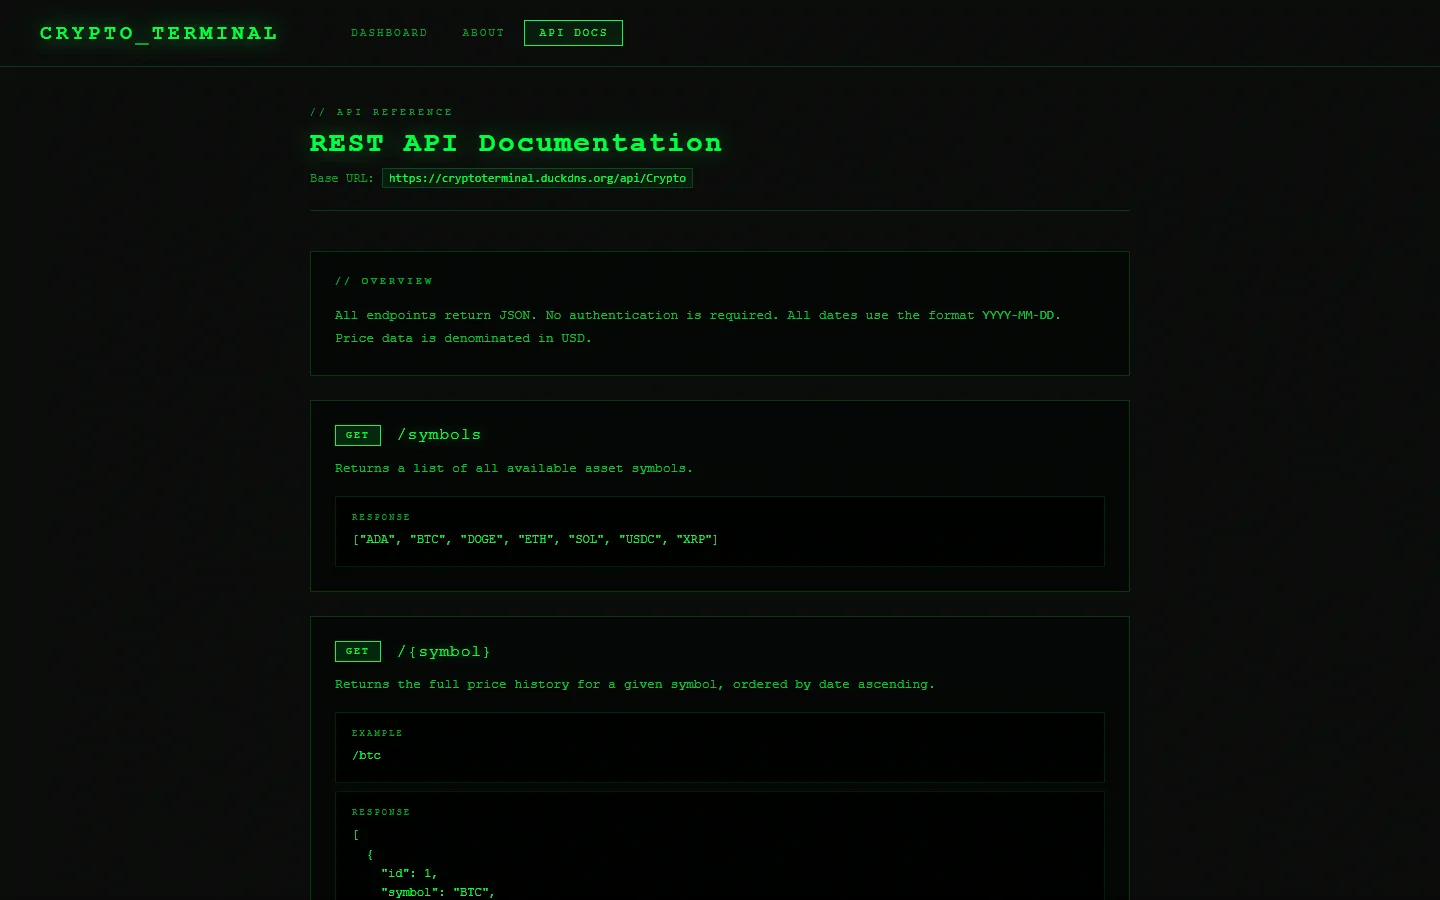 CRYPTO_TERMINAL
DASHBOARD ABOUT API DOCS
// API REFERENCE
REST API Documentation
Base URL: https://cryptoterminal.duckdns.org/api/Crypto
// OVERVIEW
All endpoints return JSON. No authentication is required. All dates use the format YYYY-MM-DD.
Price data is denominated in USD.
GET /symbols
Returns a list of all available asset symbols.
RESPONSE
["ADA", "BTC", "DOGE", "ETH", "SOL", "USDC", "XRP"]
GET /{symbol}
Returns the full price history for a given symbol, ordered by date ascending.
EXAMPLE
/btc
RESPONSE
[
{
"id": 1,
"symbol": "BTC",